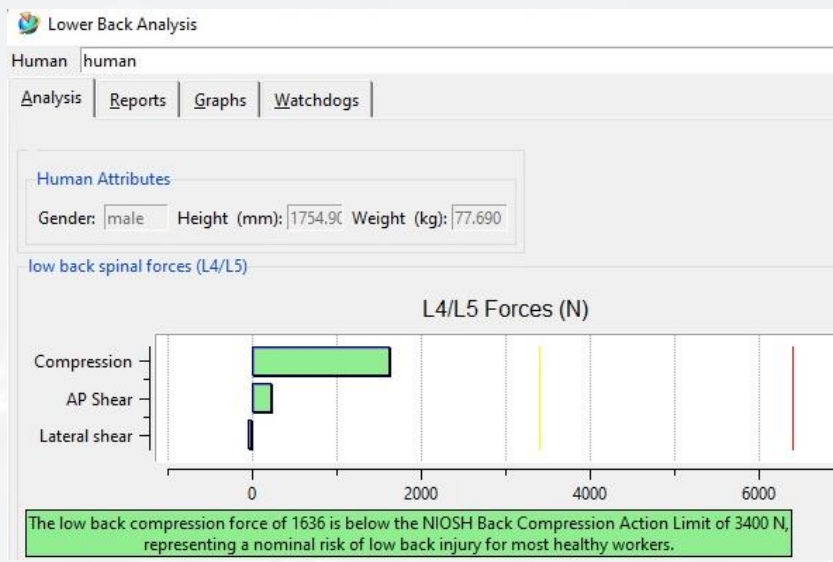 Lower Back Analysis
Human human
Analysis Reports Graphs Watchdogs
Human Attributes
Gender: male Height (mm): 1754.90 Weight (kg): 77.690
low back spinal forces (L4/L5)
L4/L5 Forces (N)
Compression
AP Shear
Lateral shear
0 2000 4000 6000
The low back compression force of 1636 is below the NIOSH Back Compression Action Limit of 3400 N,
representing a nominal risk of low back injury for most healthy workers.